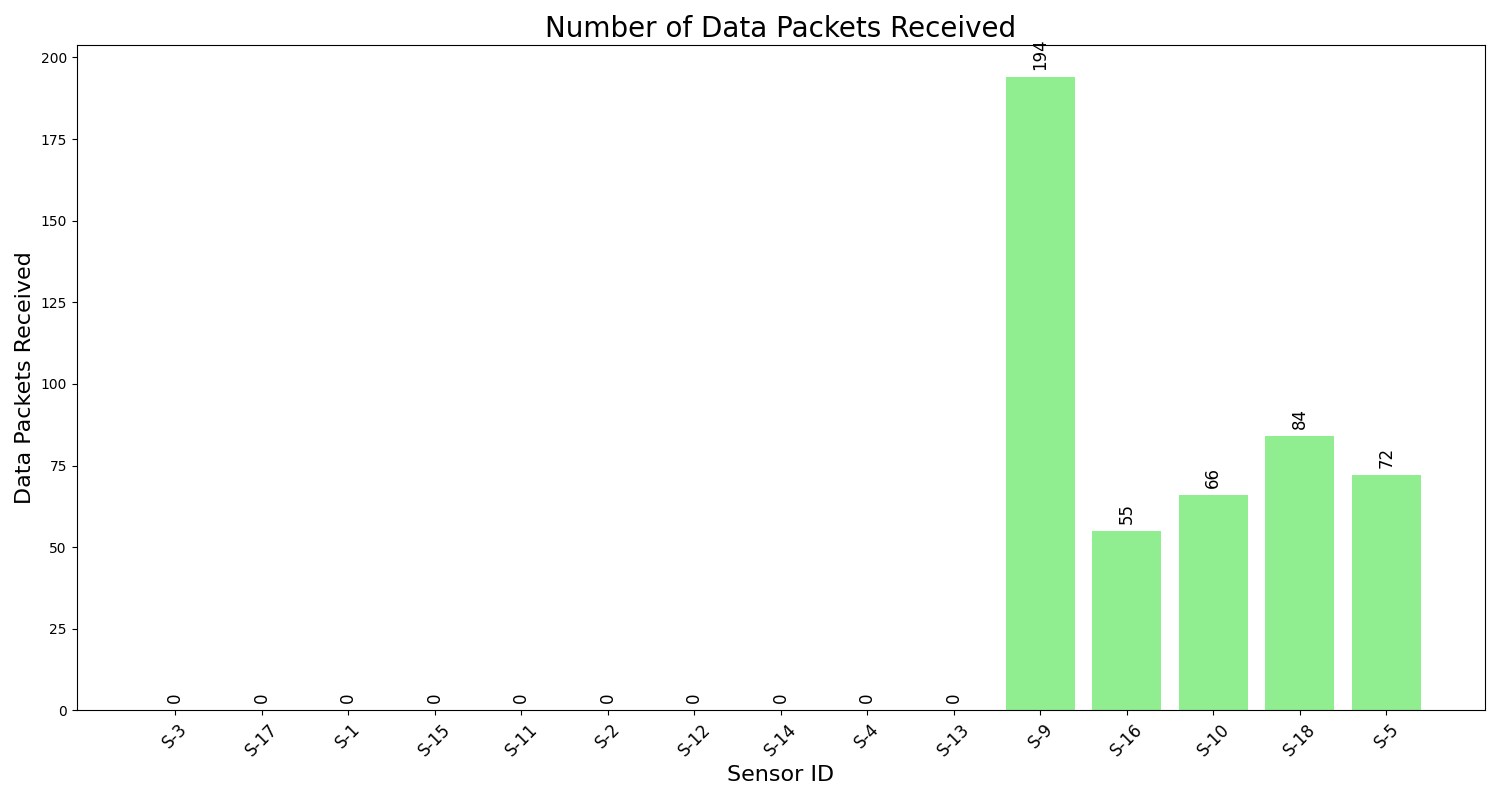 Number of Data Packets Received
200
175
150
125
100
75
50
25
0
Data Packets Received
0
0
0
0
0
0
0
0
0
0
194
55
66
84
72
S-3
S-17
S-1
S-15
S-11
S-2
S-12
S-14
S-4
S-13
S-9
S-16
S-10
S-18
S-5
Sensor ID